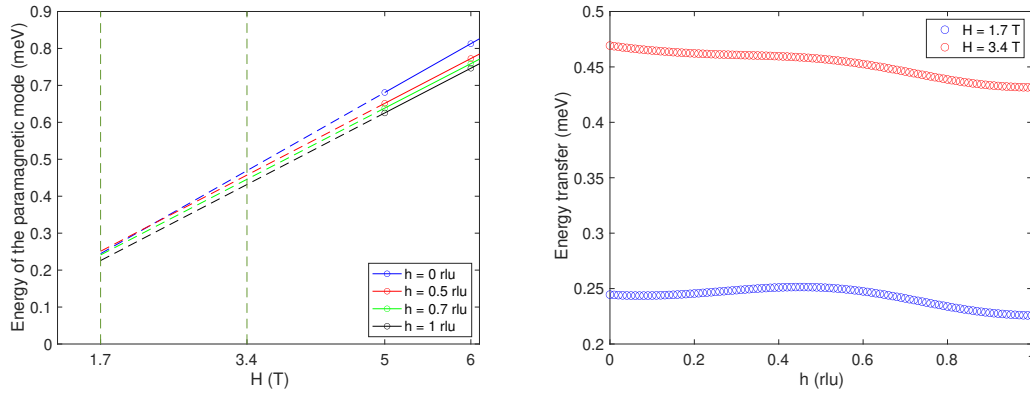 Energy of the paramagnetic mode (meV)
0.9
0.8
0.7
0.6
0.5
0.4
0.3
0.2
0.1
0
1.7
3.4
5
6
H (T)
h = 0 rlu
h = 0.5 rlu
h = 0.7 rlu
h = 1 rlu
Energy transfer (meV)
0.5
0.45
0.4
0.35
0.3
0.25
0.2
0
0.2
0.4
0.6
0.8
1
h (rlu)
H = 1.7 T
H = 3.4 T